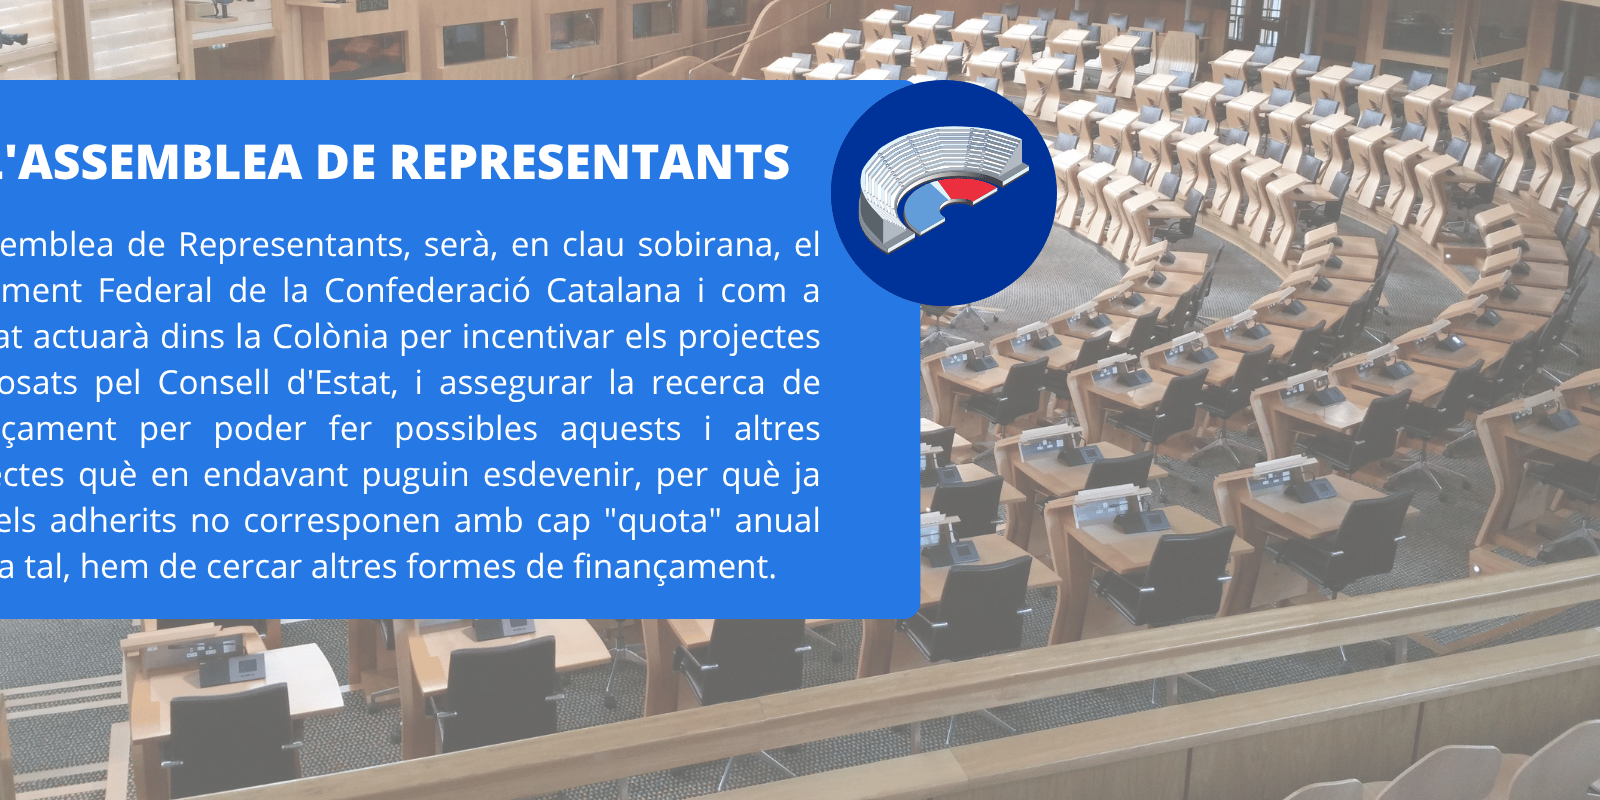 L'ASSEMBLEA DE REPRESENTANTS
emblea de Representants, serà, en clau sobirana, el
ment Federal de la Confederació Catalana i com a
at actuarà dins la Colònia per incentivar els projectes
osats pel Consell d'Estat, i assegurar la recerca de
çament per poder fer possibles aquests i altres
ectes què en endavant puguin esdevenir, per què ja
els adherits no corresponen amb cap "quota" anual
a tal, hem de cercar altres formes de finançament.